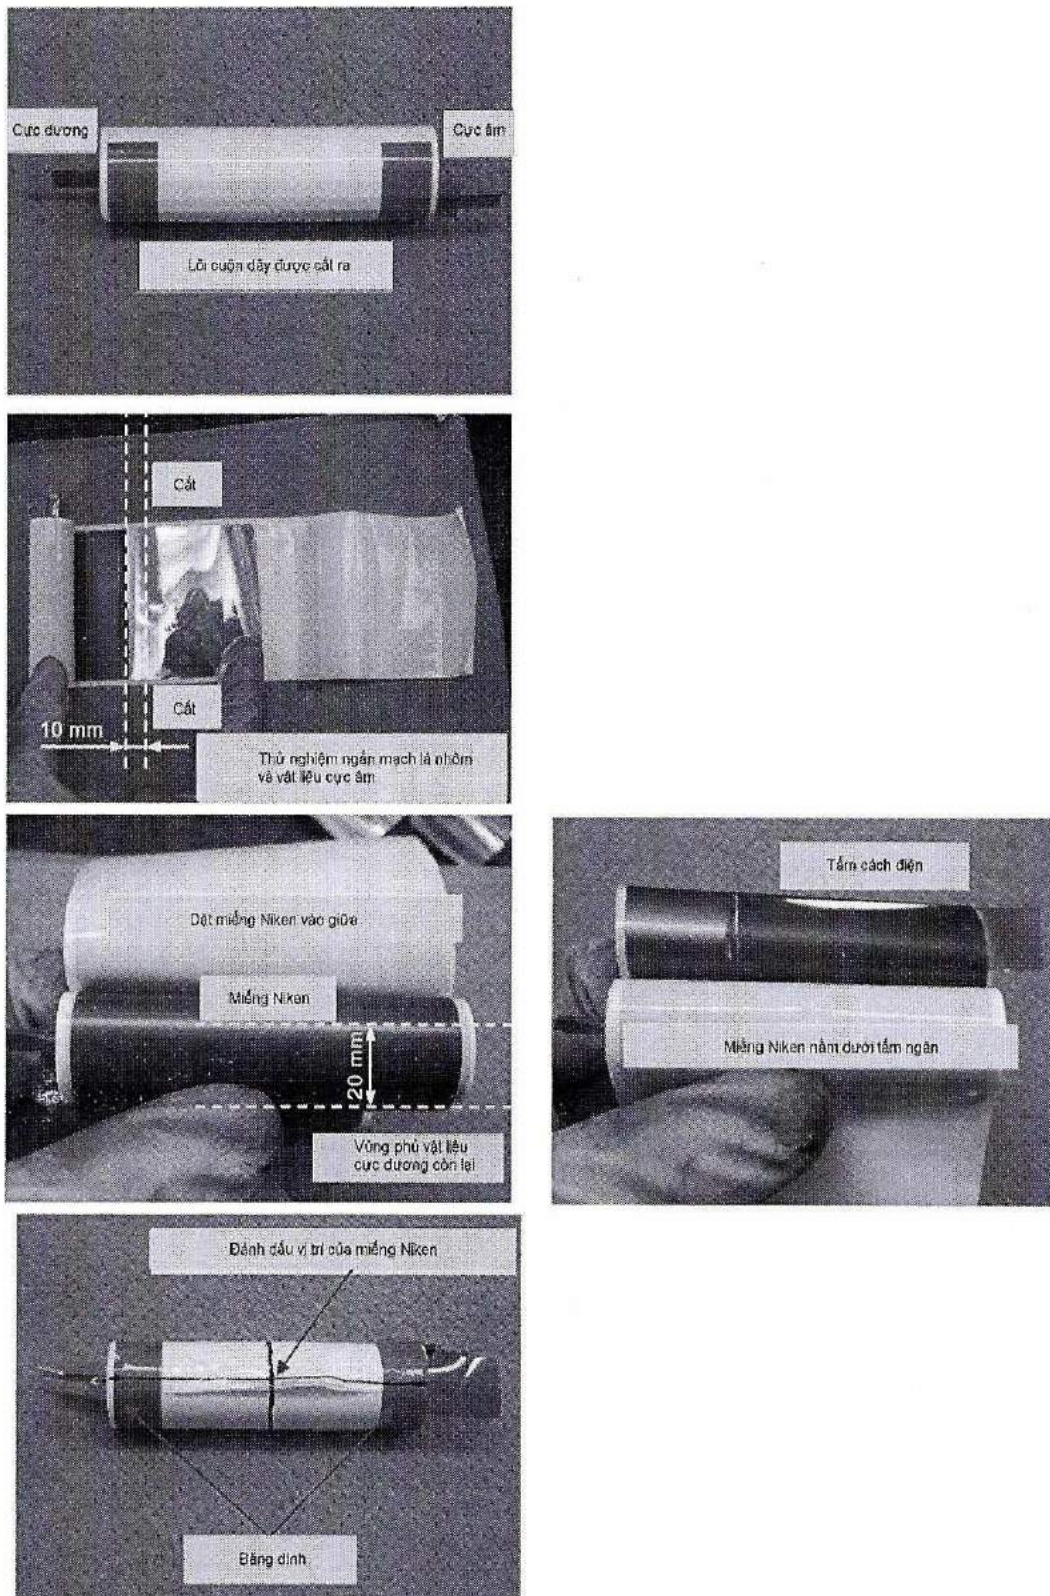 Cực dương
Cực âm
Lõi cuộn dây được cắt ra
Cắt
Cắt
10 mm
Thử nghiệm ngắn mạch lá nhôm
và vật liệu cực âm
Đặt miếng Niken vào giữa
Miếng Niken
20 mm
Vùng phủ vật liệu
cực dương còn lại
Tấm cách điện
Miếng Niken nằm dưới tấm ngăn
Đánh dấu vị trí của miếng Niken
Băng dính